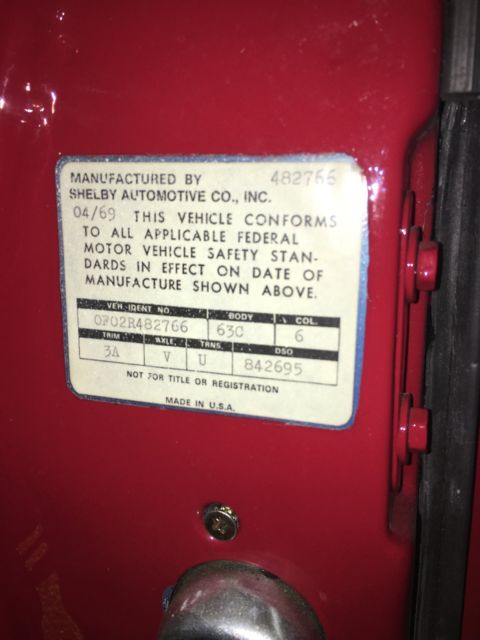 MANUFACTURED BY 482766
SHELBY AUTOMOTIVE CO., INC.
04/69 THIS VEHICLE CONFORMS
TO ALL APPLICABLE FEDERAL
MOTOR VEHICLE SAFETY STAN-
DARDS IN EFFECT ON DATE OF
MANUFACTURE SHOWN ABOVE.
VEH. IDENT NO. BODY COL.
0F02R482766 63C 6
TRIM AXLE TRNS. DSO
3A V U 842695
NOT FOR TITLE OR REGISTRATION
MADE IN U.S.A.